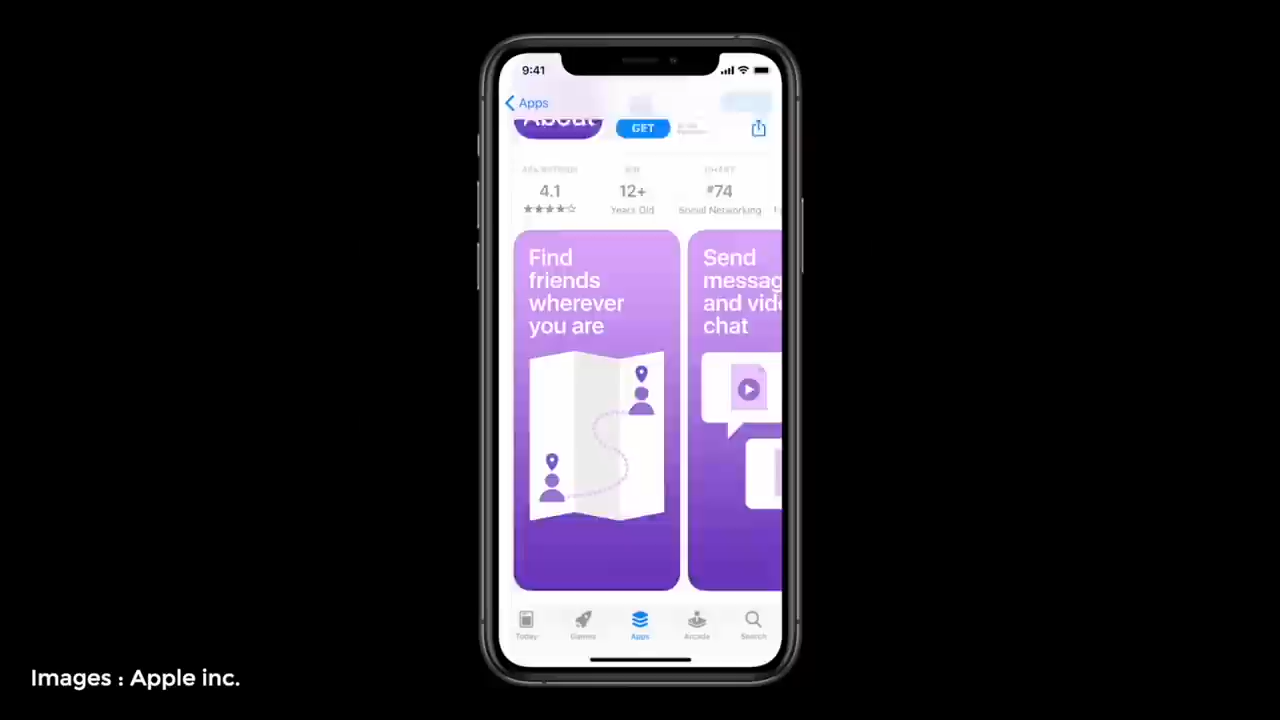 9:41
Apps
About
GET
4.1
12+
#74
Years Old
Social Networking
Find
friends
wherever
you are
Send
messag
and vide
chat
Today
Games
Apps
Arcade
Search
Images : Apple inc.